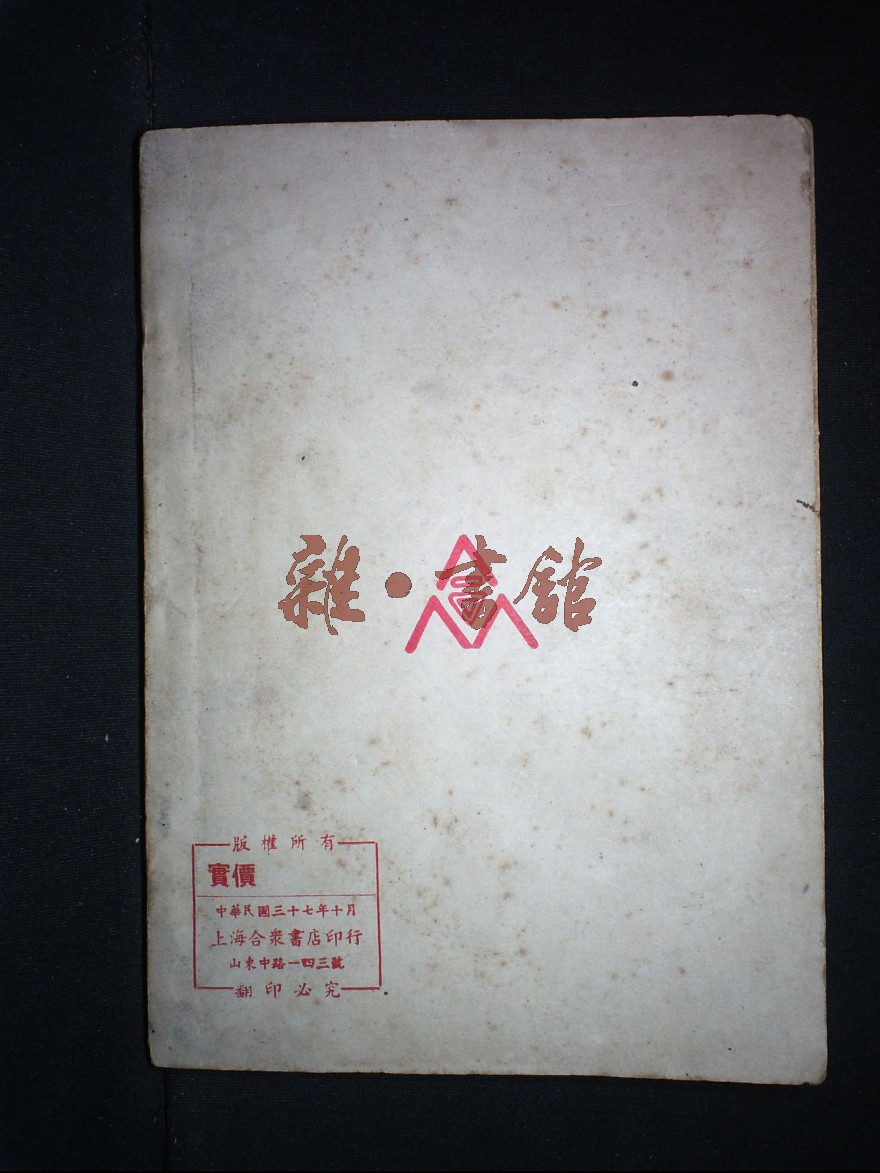 雜·書館
版權所有
實價
中華民國三十七年十月
上海合衆書店印行
山東中路一四三號
翻印必究